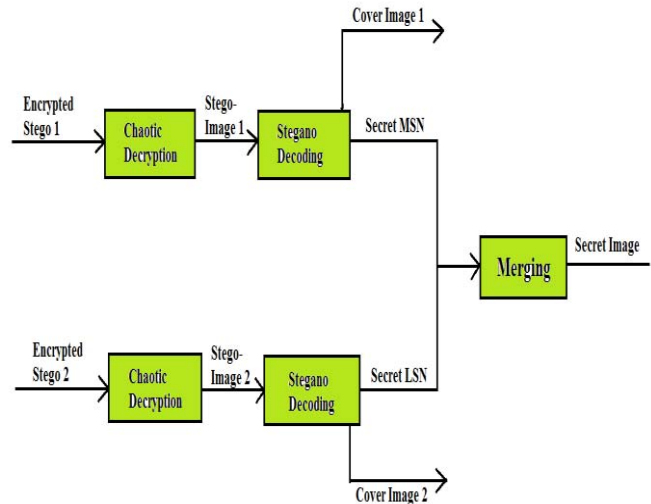 Cover Image 1
Encrypted
Stego 1
Chaotic
Decryption
Stego-
Image 1
Stegano
Decoding
Secret MSN
Merging
Secret Image
Encrypted
Stego 2
Chaotic
Decryption
Stego-
Image 2
Stegano
Decoding
Secret LSN
Cover Image 2